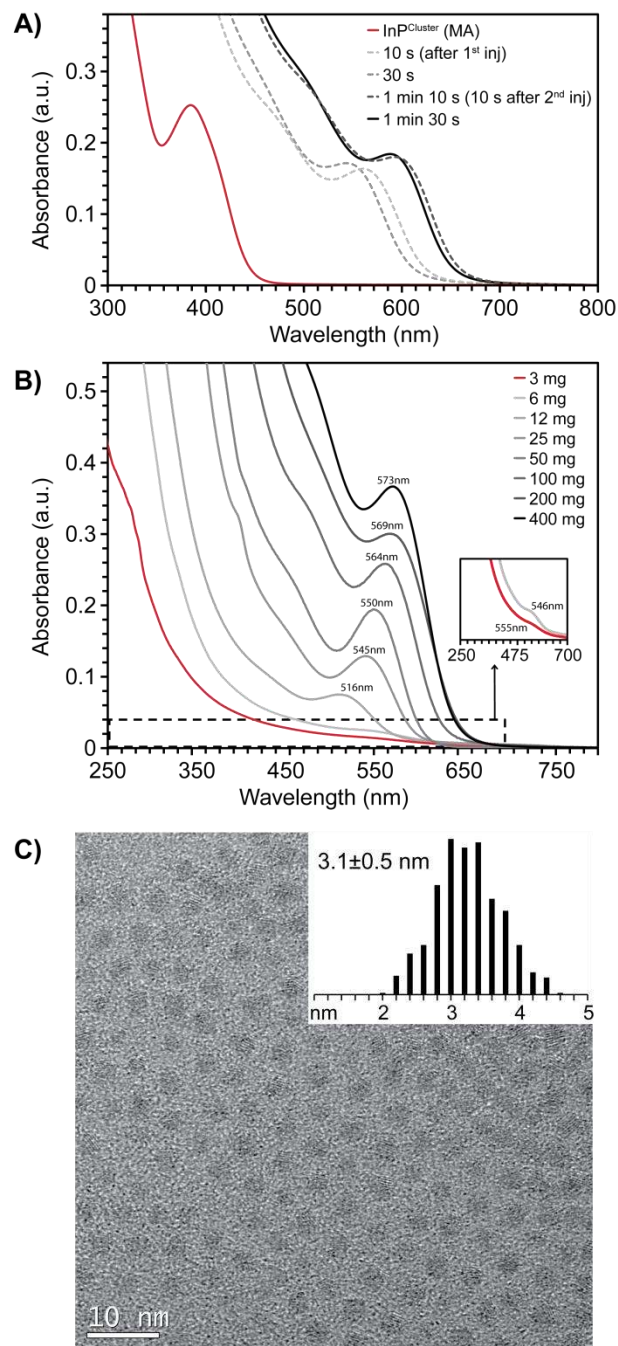 A)
Absorbance (a.u.)
0.3
0.2
0.1
0
InP^Cluster (MA)
10 s (after 1^st inj)
30 s
1 min 10 s (10 s after 2^nd inj)
1 min 30 s
300 400 500 600 700 800
Wavelength (nm)
B)
Absorbance (a.u.)
0.5
0.4
0.3
0.2
0.1
0
3 mg
6 mg
12 mg
25 mg
50 mg
100 mg
200 mg
400 mg
573nm
569nm
564nm
550nm
545nm
516nm
546nm
555nm
250 475 700
250 350 450 550 650 750
Wavelength (nm)
C)
3.1±0.5 nm
nm 2 3 4 5
10 nm